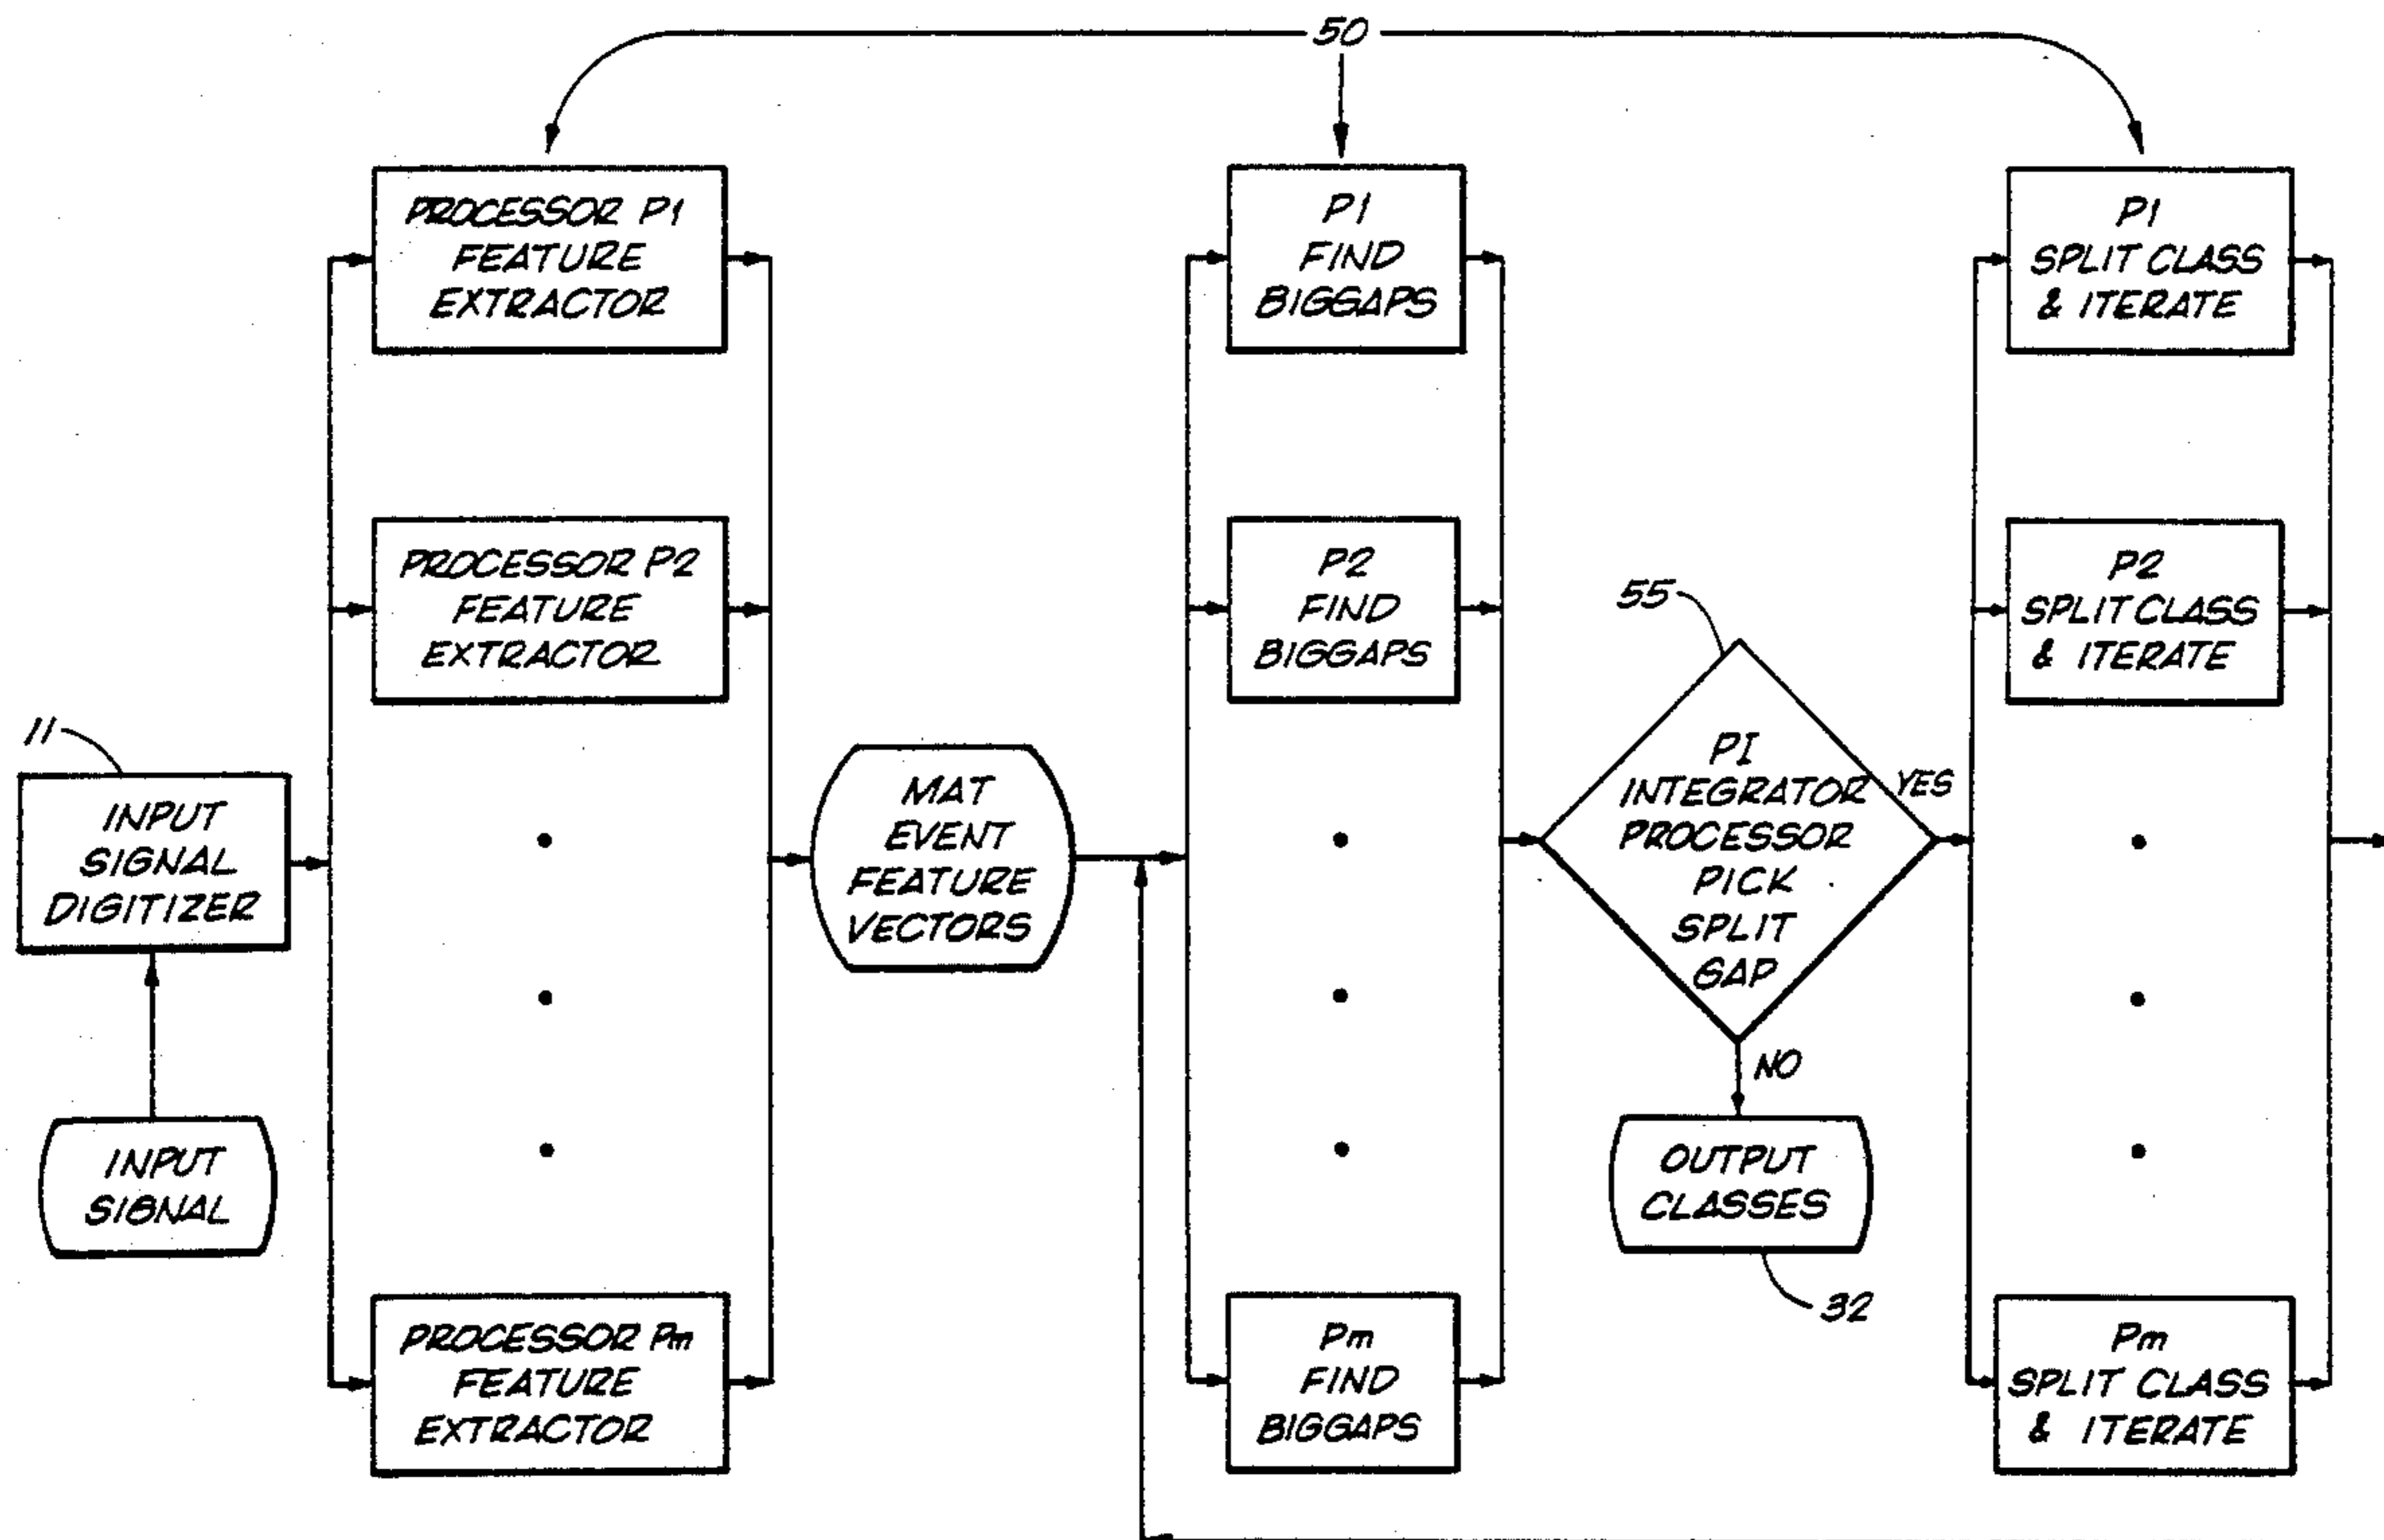 50
PROCESSOR P1
FEATURE
EXTRACTOR
P1
FIND
BIGGAPS
P1
SPLIT CLASS
& ITERATE
PROCESSOR P2
FEATURE
EXTRACTOR
P2
FIND
BIGGAPS
55
P2
SPLIT CLASS
& ITERATE
11
INPUT
SIGNAL
DIGITIZER
MAT
EVENT
FEATURE
VECTORS
PI
INTEGRATOR
PROCESSOR
PICK
SPLIT
GAP
YES
NO
INPUT
SIGNAL
OUTPUT
CLASSES
32
PROCESSOR Pm
FEATURE
EXTRACTOR
Pm
FIND
BIGGAPS
Pm
SPLIT CLASS
& ITERATE